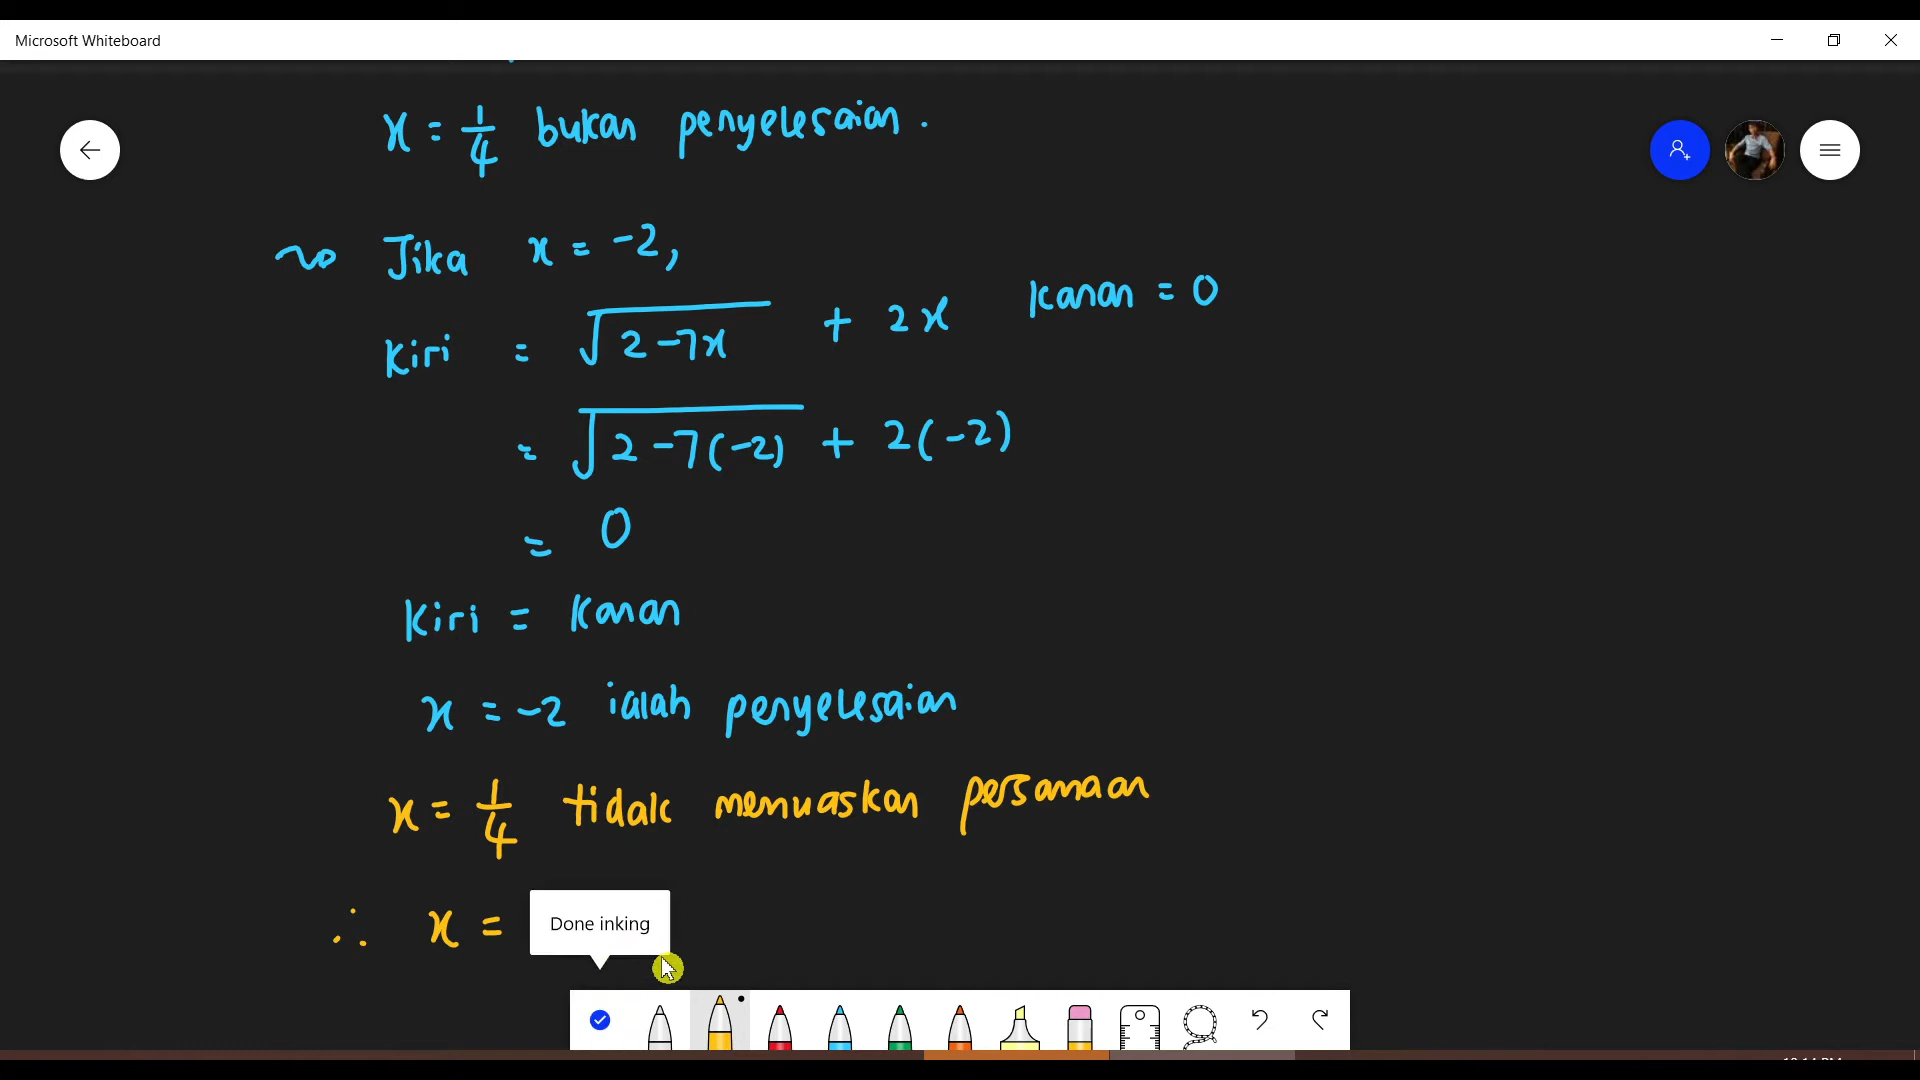 Microsoft Whiteboard
x = 1/4 bukan penyelesaian.
Jika x = -2,
Kiri = √(2-7x) + 2x Kanan = 0
= √(2-7(-2)) + 2(-2)
= 0
Kiri = Kanan
x = -2 ialah penyelesaian
x = 1/4 tidak memuaskan persamaan
∴ x =
Done inking